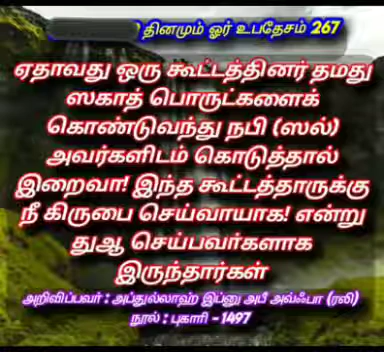 தினமும் ஓர் உபதேசம் 267
ஏதாவது ஒரு கூட்டத்தினர் தமது
ஸகாத் பொருட்களைக்
கொண்டுவந்து நபி (ஸல்)
அவர்களிடம் கொடுத்தால்
இறைவா! இந்த கூட்டத்தாருக்கு
நீ கிருபை செய்வாயாக! என்று
துஆ செய்பவர்களாக
இருந்தார்கள்
அறிவிப்பவர் : அப்துல்லாஹ் இப்னு அபீ அவ்ஃபா (ரலி)
நூல் : புகாரி - 1497